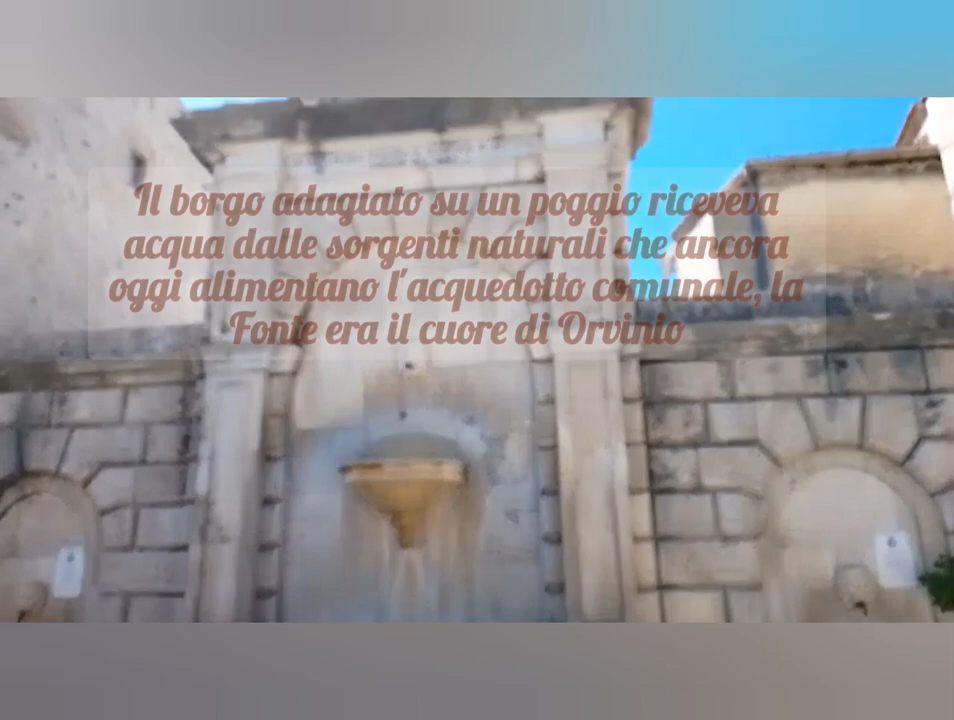 Il borgo adagiato su un poggio riceveva
acqua dalle sorgenti naturali che ancora
oggi alimentano l'acquedotto comunale, la
Fonte era il cuore di Orvinio